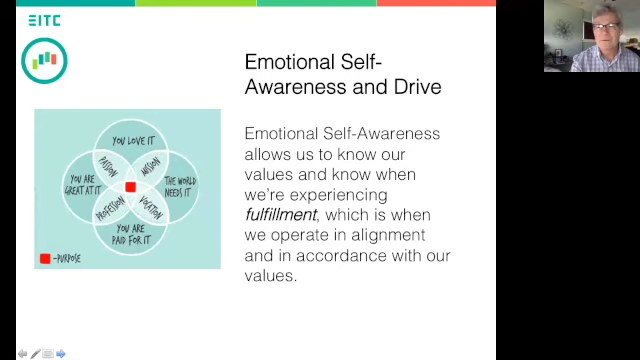 EITC
Emotional Self-
Awareness and Drive
YOU LOVE IT
PASSION
MISSION
YOU ARE
GREAT AT IT
THE WORLD
NEEDS IT
PROFESSION
VOCATION
YOU ARE
PAID FOR IT
-PURPOSE
Emotional Self-Awareness
allows us to know our
values and know when
we're experiencing
fulfillment, which is when
we operate in alignment
and in accordance with our
values.